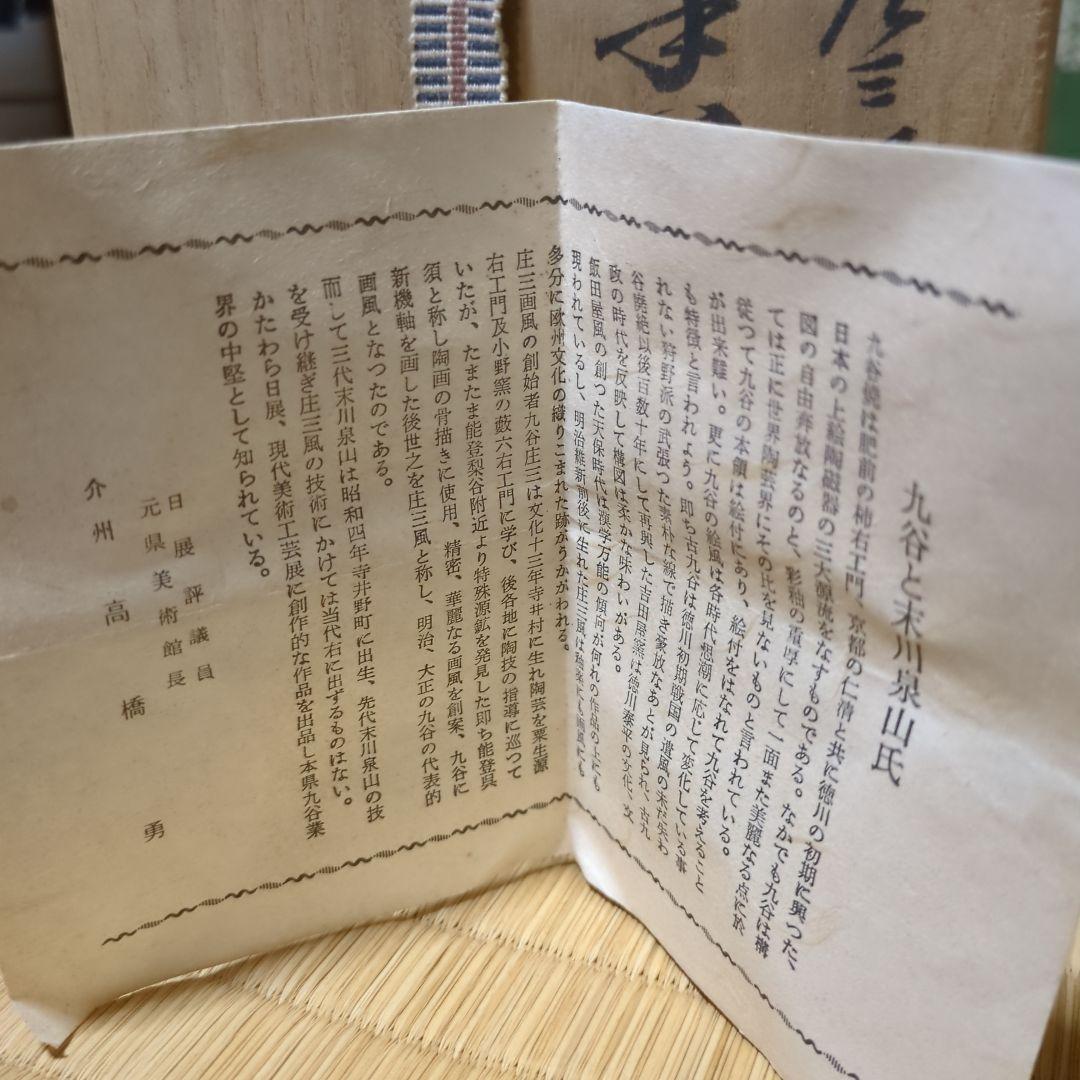 九谷と末川泉山氏
九谷焼は肥前の柿右エ門、京都の仁清と共に徳川の初期に興つた、
日本の上絵陶磁器の三大源流をなすものである。なかでも九谷は構
図の自由奔放なるのと、彩釉の重厚にして一面また美麗なる点に於
ては正に世界陶芸界にその比を見ないものと言われている。
従つて九谷の本領は絵付にあり、絵付をはなれて九谷を考えること
が出来難い。更に九谷の絵風は各時代想潮に応じて変化している事
も特徴と言われよう。即ち古九谷は徳川初期戦国の遺風の未だ失わ
れない狩野派の武張つた素朴な線で描き豪放なあとが見られ、古九
谷廃絶以後百数十年にして再興した吉田屋窯は徳川泰平の文化、文
政の時代を反映して構図は柔かな味わいがある。
飯田屋風の創つた天保時代は漢学万能の傾向が何れの作品の上にも
現われているし、明治維新前後に生れた庄三風は釉薬にも画風にも
多分に欧州文化の織りこまれた跡がうかがわれる。
庄三画風の創始者九谷庄三は文化十三年寺井村に生れ陶芸を粟生源
右エ門及小野窯の薮六右エ門に学び、後各地に陶技の指導に巡つて
いたが、たまたま能登梨谷附近より特殊源鉱を発見した即ち能登呉
須と称し陶画の骨描きに使用、精密、華麗なる画風を創案、九谷に
新機軸を画した後世之を庄三風と称し、明治、大正の九谷の代表的
画風となつたのである。
而して三代末川泉山は昭和四年寺井野町に出生、先代末川泉山の技
を受け継ぎ庄三風の技術にかけては当代右に出ずるものはない。
かたわら日展、現代美術工芸展に創作的な作品を出品し本県九谷業
界の中堅として知られている。
日展評議員
元県美術館長
介州 高橋勇